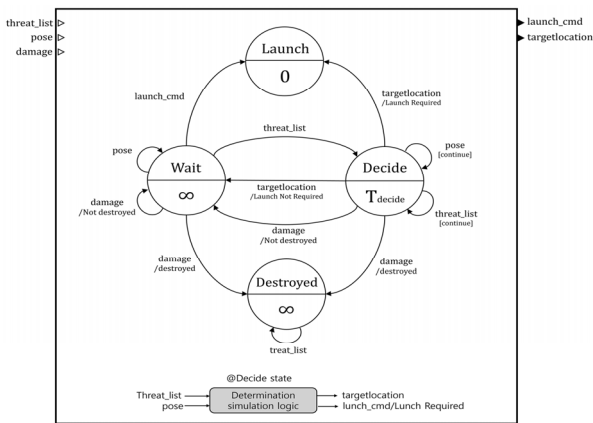 threat_list
pose
damage
launch_cmd
targetlocation
Launch
0
launch_cmd
targetlocation
/Launch Required
threat_list
pose
Wait
∞
damage
/Not destroyed
targetlocation
/Launch Not Required
Decide
Tdecide
pose
[continue]
threat_list
[continue]
damage
/Not destroyed
damage
/destroyed
damage
/destroyed
Destroyed
∞
treat_list
@Decide state
Threat_list
pose
Determination
simulation logic
targetlocation
lunch_cmd/Lunch Required